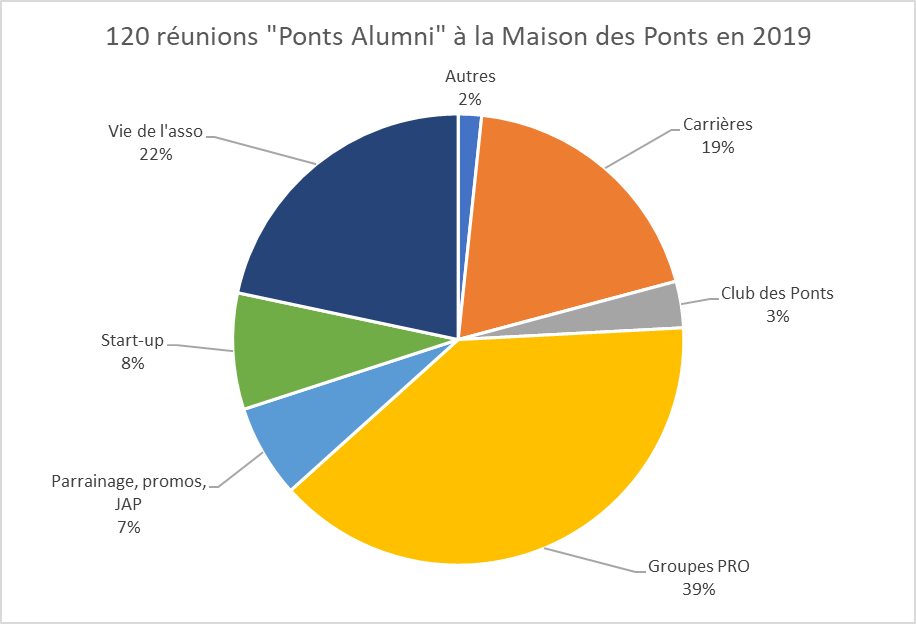 120 réunions "Ponts Alumni" à la Maison des Ponts en 2019
Autres
2%
Carrières
19%
Club des Ponts
3%
Groupes PRO
39%
Parrainage, promos,
JAP
7%
Start-up
8%
Vie de l'asso
22%